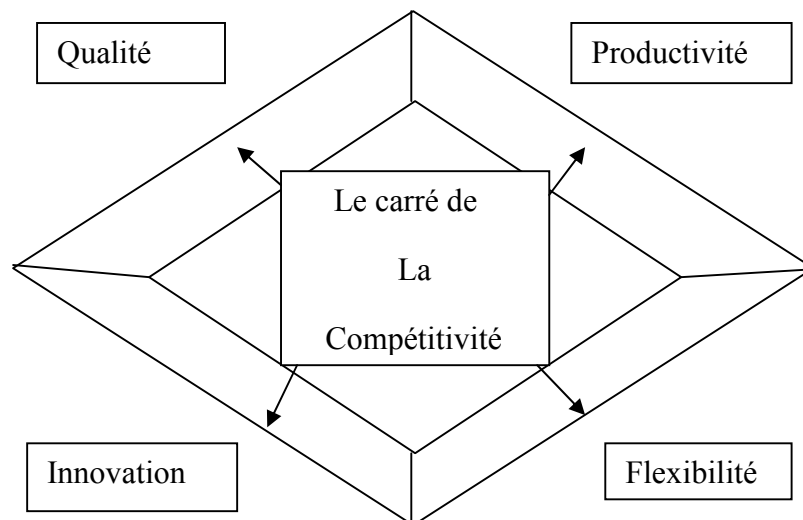 Qualité
Productivité
Le carré de
La
Compétitivité
Innovation
Flexibilité